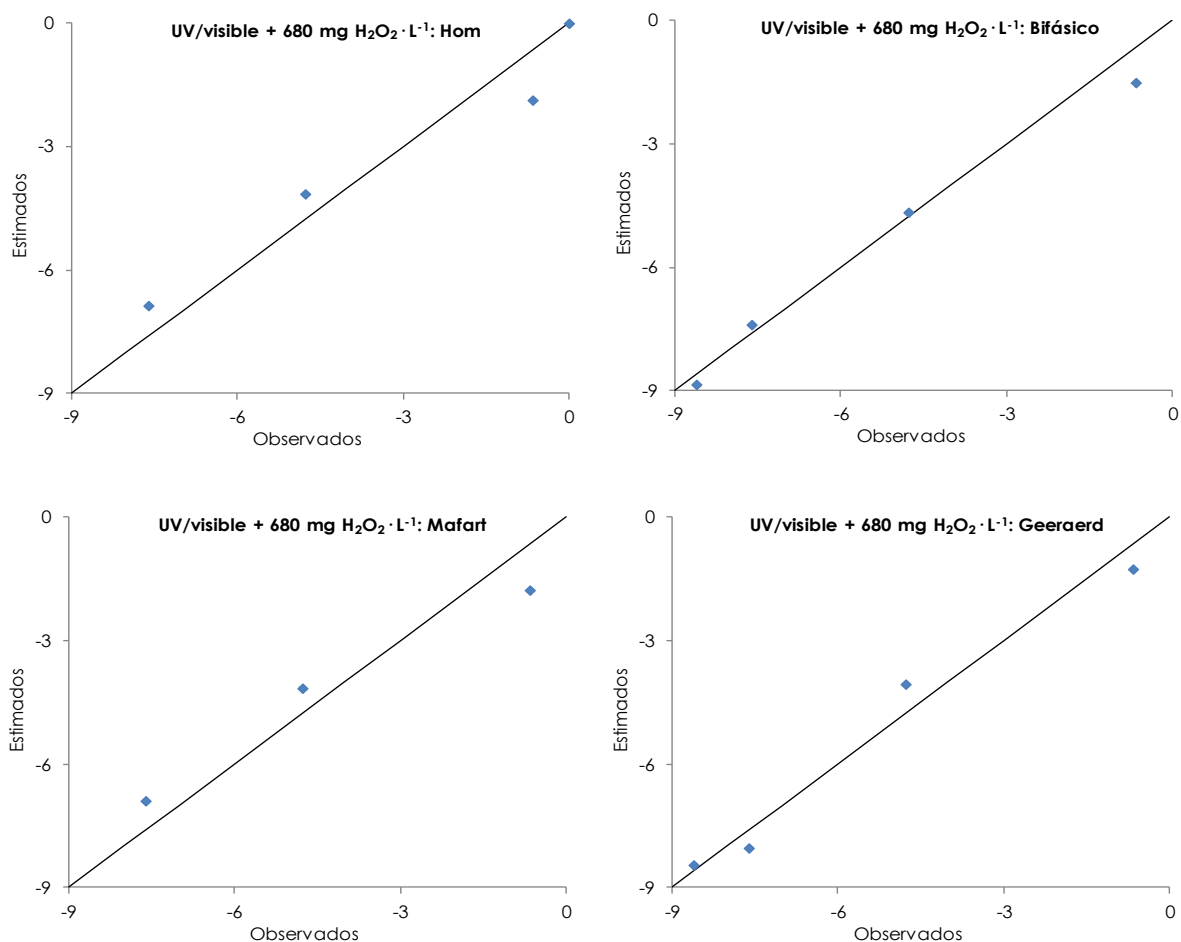 UV/visible + 680 mg H₂O₂·L⁻¹: Hom
0
-3
-6
-9
Estimados
-9
-6
-3
0
Observados
UV/visible + 680 mg H₂O₂·L⁻¹: Bifásico
0
-3
-6
-9
Estimados
-9
-6
-3
0
Observados
UV/visible + 680 mg H₂O₂·L⁻¹: Mafart
0
-3
-6
-9
Estimados
-9
-6
-3
0
Observados
UV/visible + 680 mg H₂O₂·L⁻¹: Geeraerd
0
-3
-6
-9
Estimados
-9
-6
-3
0
Observados